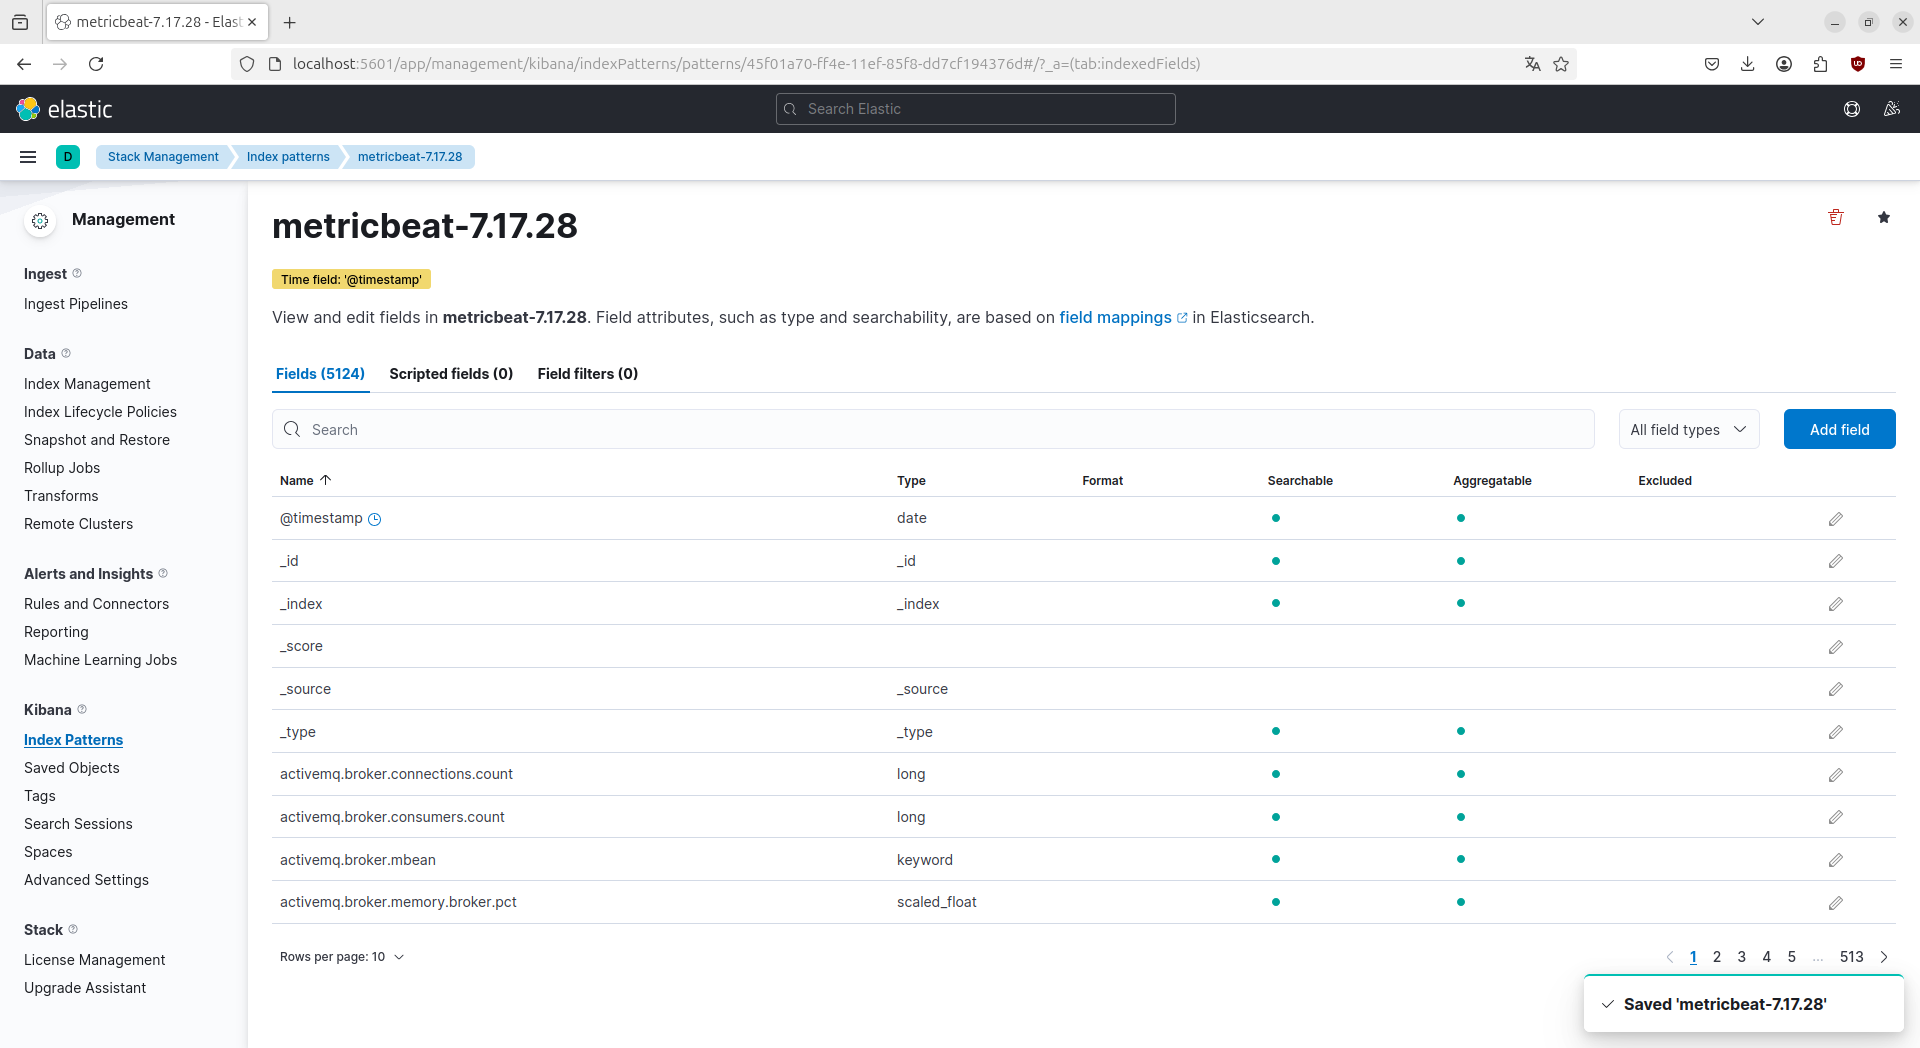 metricbeat-7.17.28 - Elast
localhost:5601/app/management/kibana/indexPatterns/patterns/45f01a70-ff4e-11ef-85f8-dd7cf194376d#/?_a=(tab:indexedFields)
elastic
Search Elastic
D
Stack Management
Index patterns
metricbeat-7.17.28
Management
Ingest
Ingest Pipelines
Data
Index Management
Index Lifecycle Policies
Snapshot and Restore
Rollup Jobs
Transforms
Remote Clusters
Alerts and Insights
Rules and Connectors
Reporting
Machine Learning Jobs
Kibana
Index Patterns
Saved Objects
Tags
Search Sessions
Spaces
Advanced Settings
Stack
License Management
Upgrade Assistant
metricbeat-7.17.28
Time field: '@timestamp'
View and edit fields in metricbeat-7.17.28. Field attributes, such as type and searchability, are based on field mappings in Elasticsearch.
Fields (5124) Scripted fields (0) Field filters (0)
Search
All field types
Add field
Name Type Format Searchable Aggregatable Excluded
@timestamp date
_id _id
_index _index
_score
_source _source
_type _type
activemq.broker.connections.count long
activemq.broker.consumers.count long
activemq.broker.mbean keyword
activemq.broker.memory.broker.pct scaled_float
Rows per page: 10
1 2 3 4 5 ... 513
Saved 'metricbeat-7.17.28'